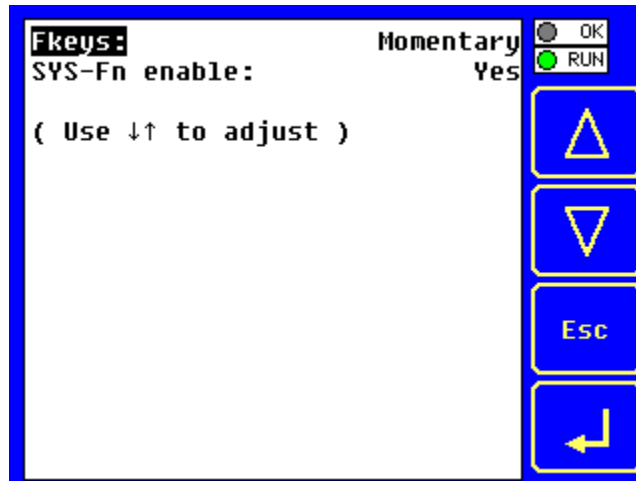 Fkeys: Momentary
SYS-Fn enable: Yes
( Use ↓↑ to adjust )
OK
RUN
Esc